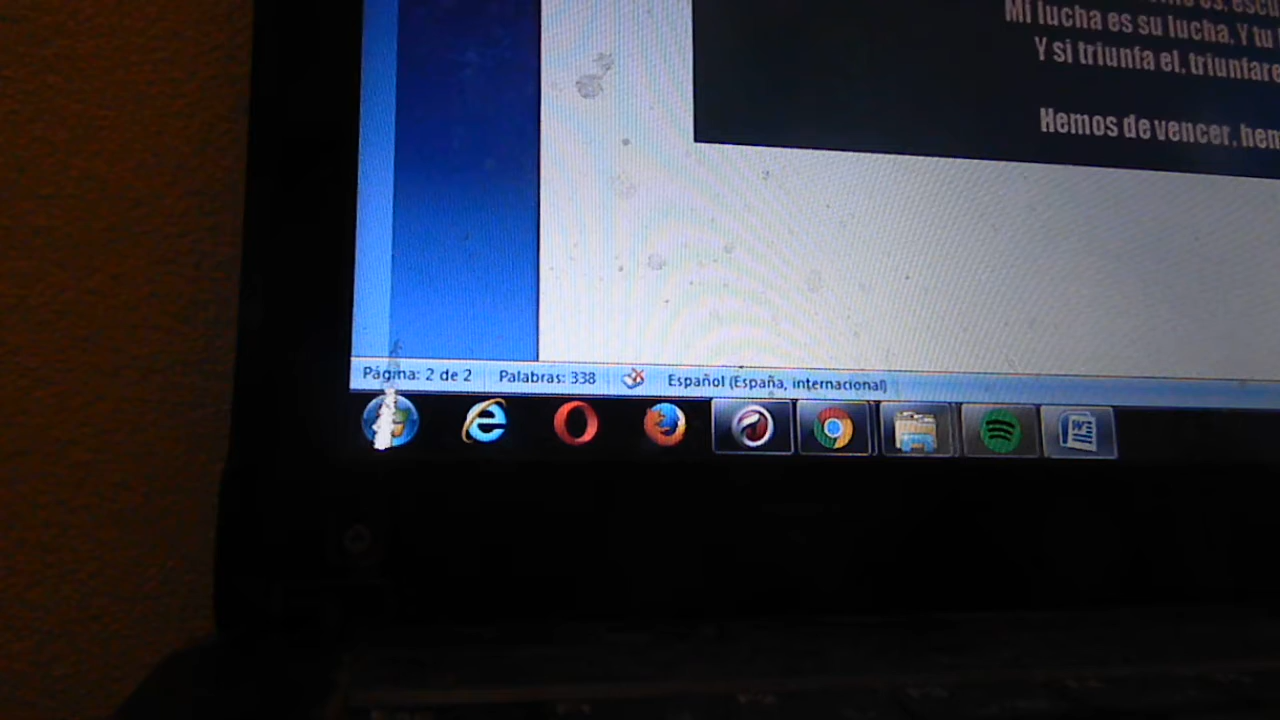 Mi lucha es su lucha. Y tu
Y si triunfa el, triunfare
Hemos de vencer, hem
Página: 2 de 2 Palabras: 338 Español (España, internacional)